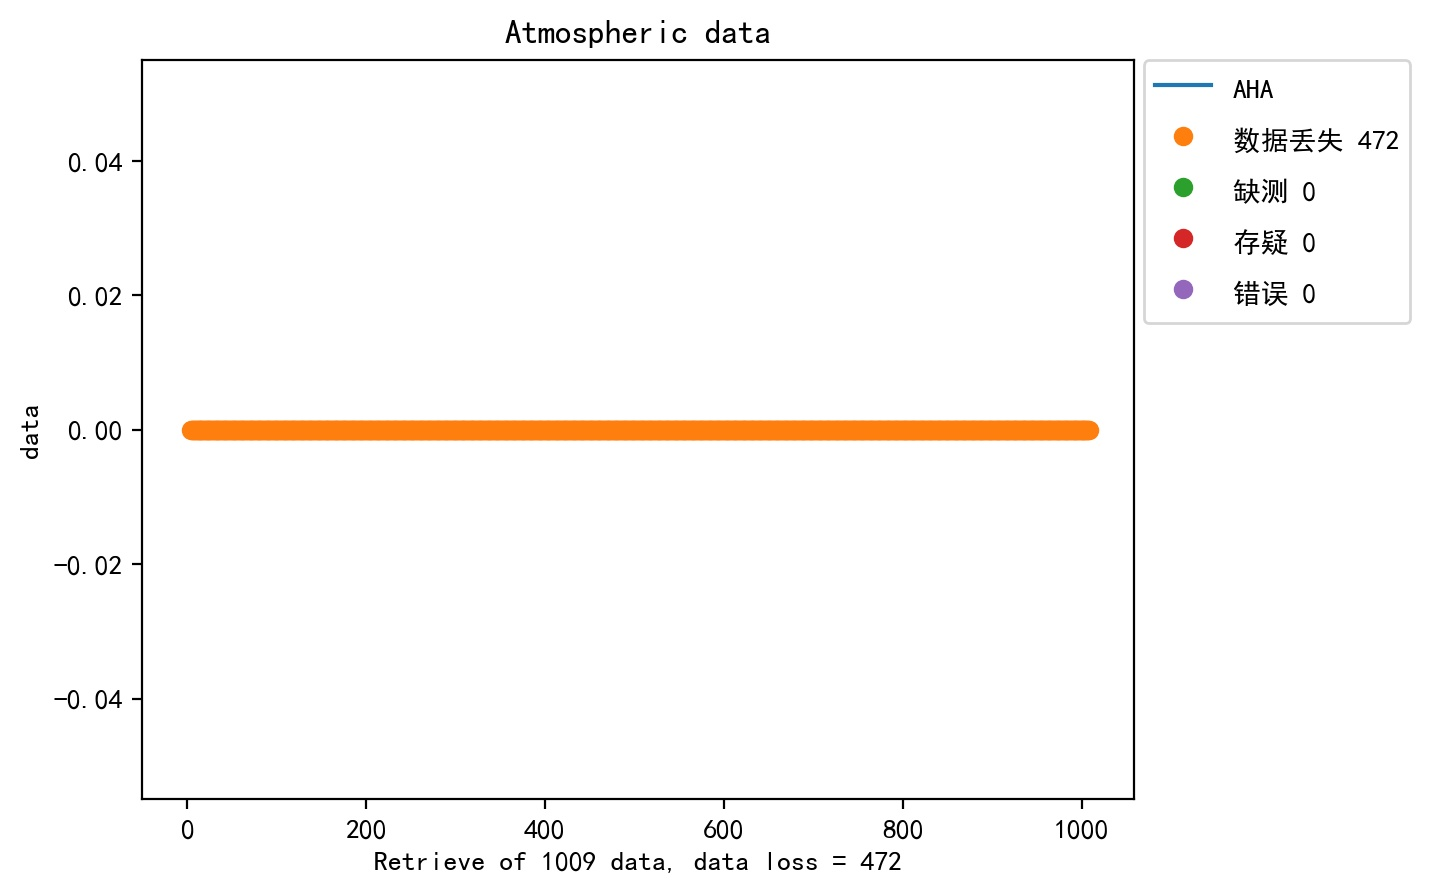 Atmospheric data
AHA
数据丢失 472
缺测 0
存疑 0
错误 0
0.04
0.02
0.00
-0.02
-0.04
data
0 200 400 600 800 1000
Retrieve of 1009 data, data loss = 472